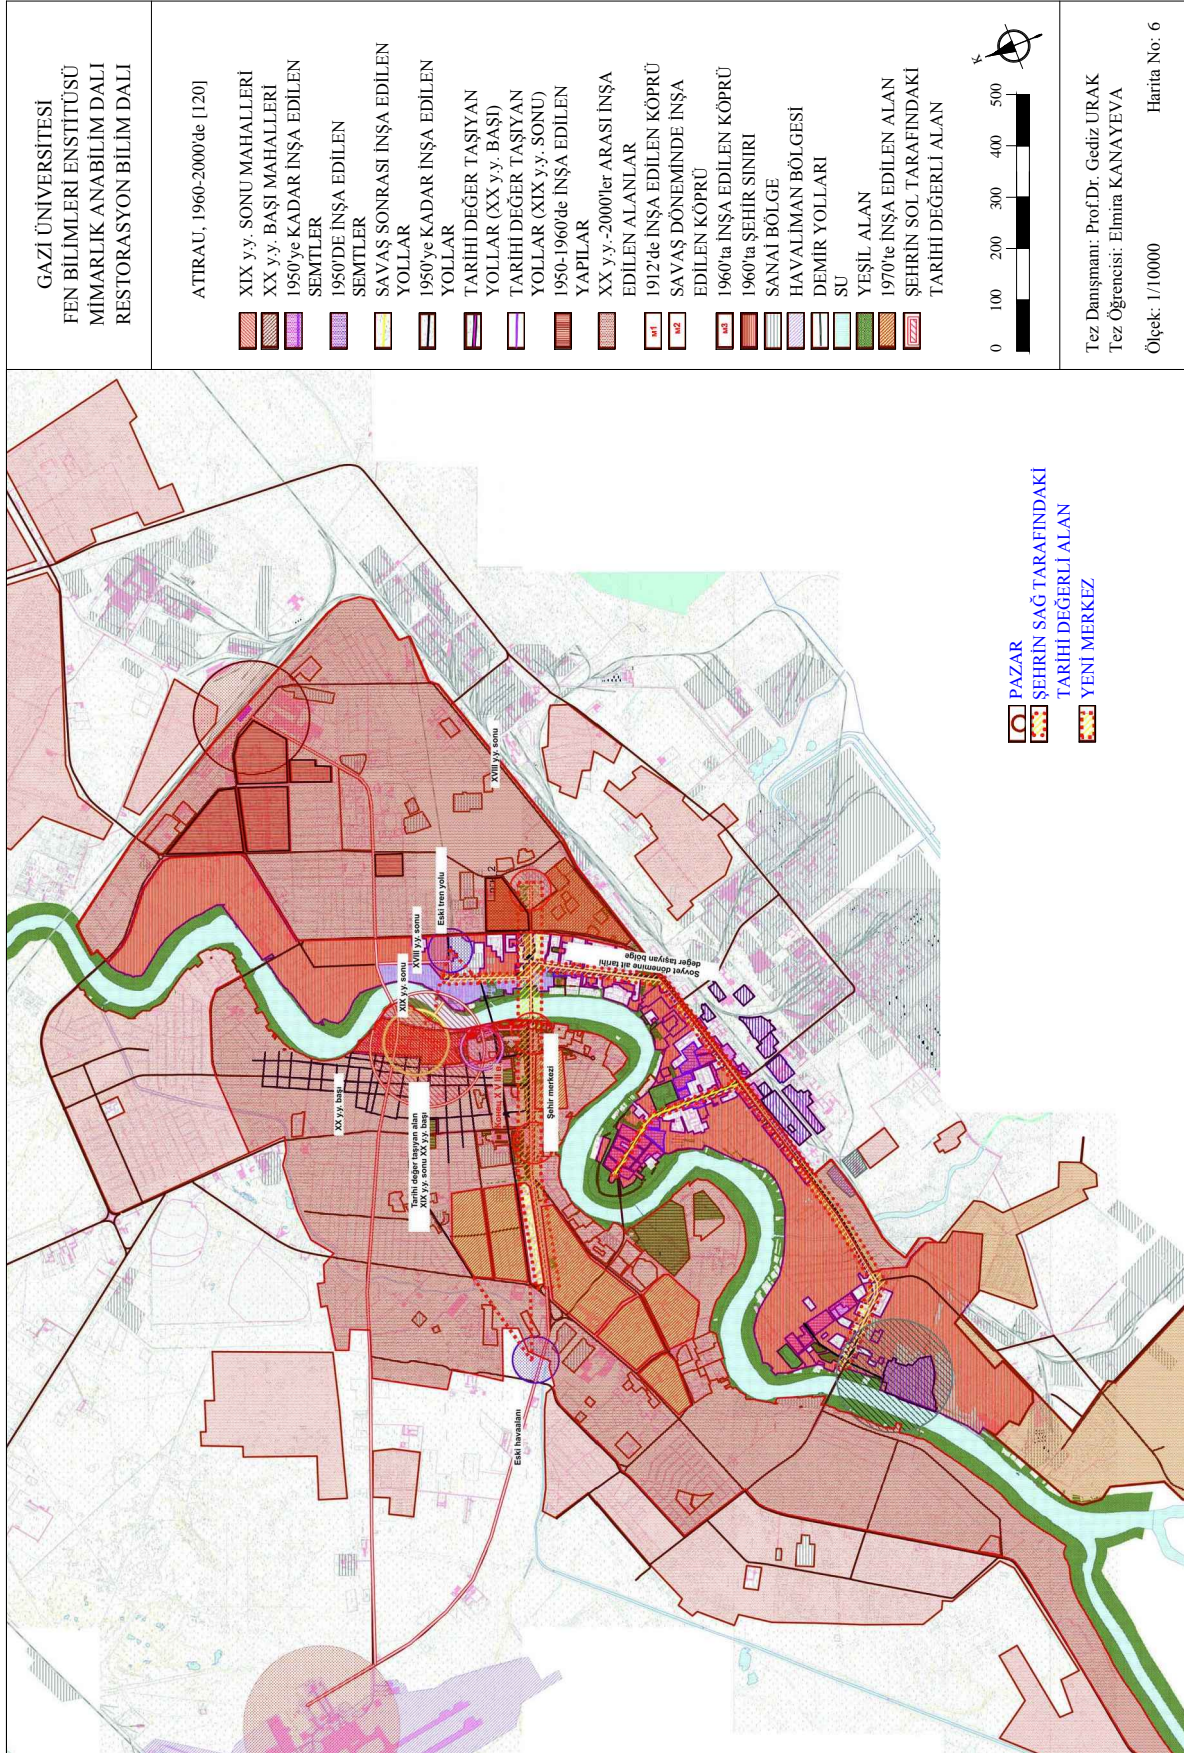 GAZİ ÜNİVERSİTESİ
FEN BİLİMLERİ ENSTİTÜSÜ
MİMARLIK ANABİLİM DALI
RESTORASYON BİLİM DALI
ATIRAU, 1960-2000'de [120]
XIX y.y. SONU MAHALLERİ
XX y.y. BAŞI MAHALLERİ
1950'ye KADAR İNŞA EDİLEN
SEMTLER
1950'DE İNŞA EDİLEN
SEMTLER
SAVAŞ SONRASI İNŞA EDİLEN
YOLLAR
1950'ye KADAR İNŞA EDİLEN
YOLLAR
TARİHİ DEĞER TAŞIYAN
YOLLAR (XX y.y. BAŞI)
TARİHİ DEĞER TAŞIYAN
YOLLAR (XIX y.y. SONU)
1950-1960'de İNŞA EDİLEN
YAPILAR
XX y.y.-2000'ler ARASI İNŞA
EDİLEN ALANLAR
M1 1912'de İNŞA EDİLEN KÖPRÜ
M2 SAVAŞ DÖNEMİNDE İNŞA
EDİLEN KÖPRÜ
M3 1960'ta İNŞA EDİLEN KÖPRÜ
1960'ta ŞEHİR SINIRI
SANAİ BÖLGE
HAVALİMAN BÖLGESİ
DEMİR YOLLARI
SU
YEŞİL ALAN
1970'te İNŞA EDİLEN ALAN
ŞEHRİN SOL TARAFINDAKİ
TARİHİ DEĞERLİ ALAN
0 100 200 300 400 500
K
Tez Danışmanı: Prof.Dr. Gediz URAK
Tez Öğrencisi: Elmira KANAYEVA
Ölçek: 1/10000 Harita No: 6
PAZAR
ŞEHRİN SAĞ TARAFINDAKİ
TARİHİ DEĞERLİ ALAN
YENİ MERKEZ
XVIII y.y. sonu
Eski tren yolu
XVIII y.y. sonu
XIX y.y. sonu
Sovyet dönemine ait tarihi
değer taşıyan bölge
XX y.y. başı
Tarihi değer taşıyan alan
XIX y.y. sonu XX y.y. başı
Şehir merkezi
Eski havaalanı